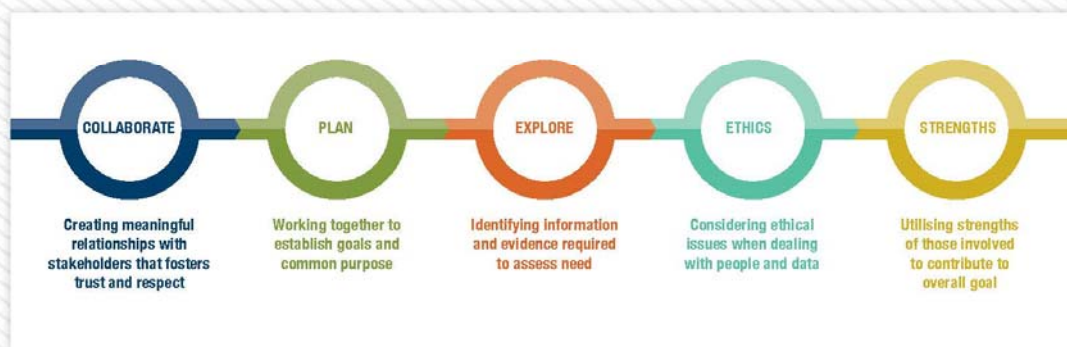 COLLABORATE
Creating meaningful
relationships with
stakeholders that fosters
trust and respect
PLAN
Working together to
establish goals and
common purpose
EXPLORE
Identifying information
and evidence required
to assess need
ETHICS
Considering ethical
issues when dealing
with people and data
STRENGTHS
Utilising strengths
of those involved
to contribute to
overall goal